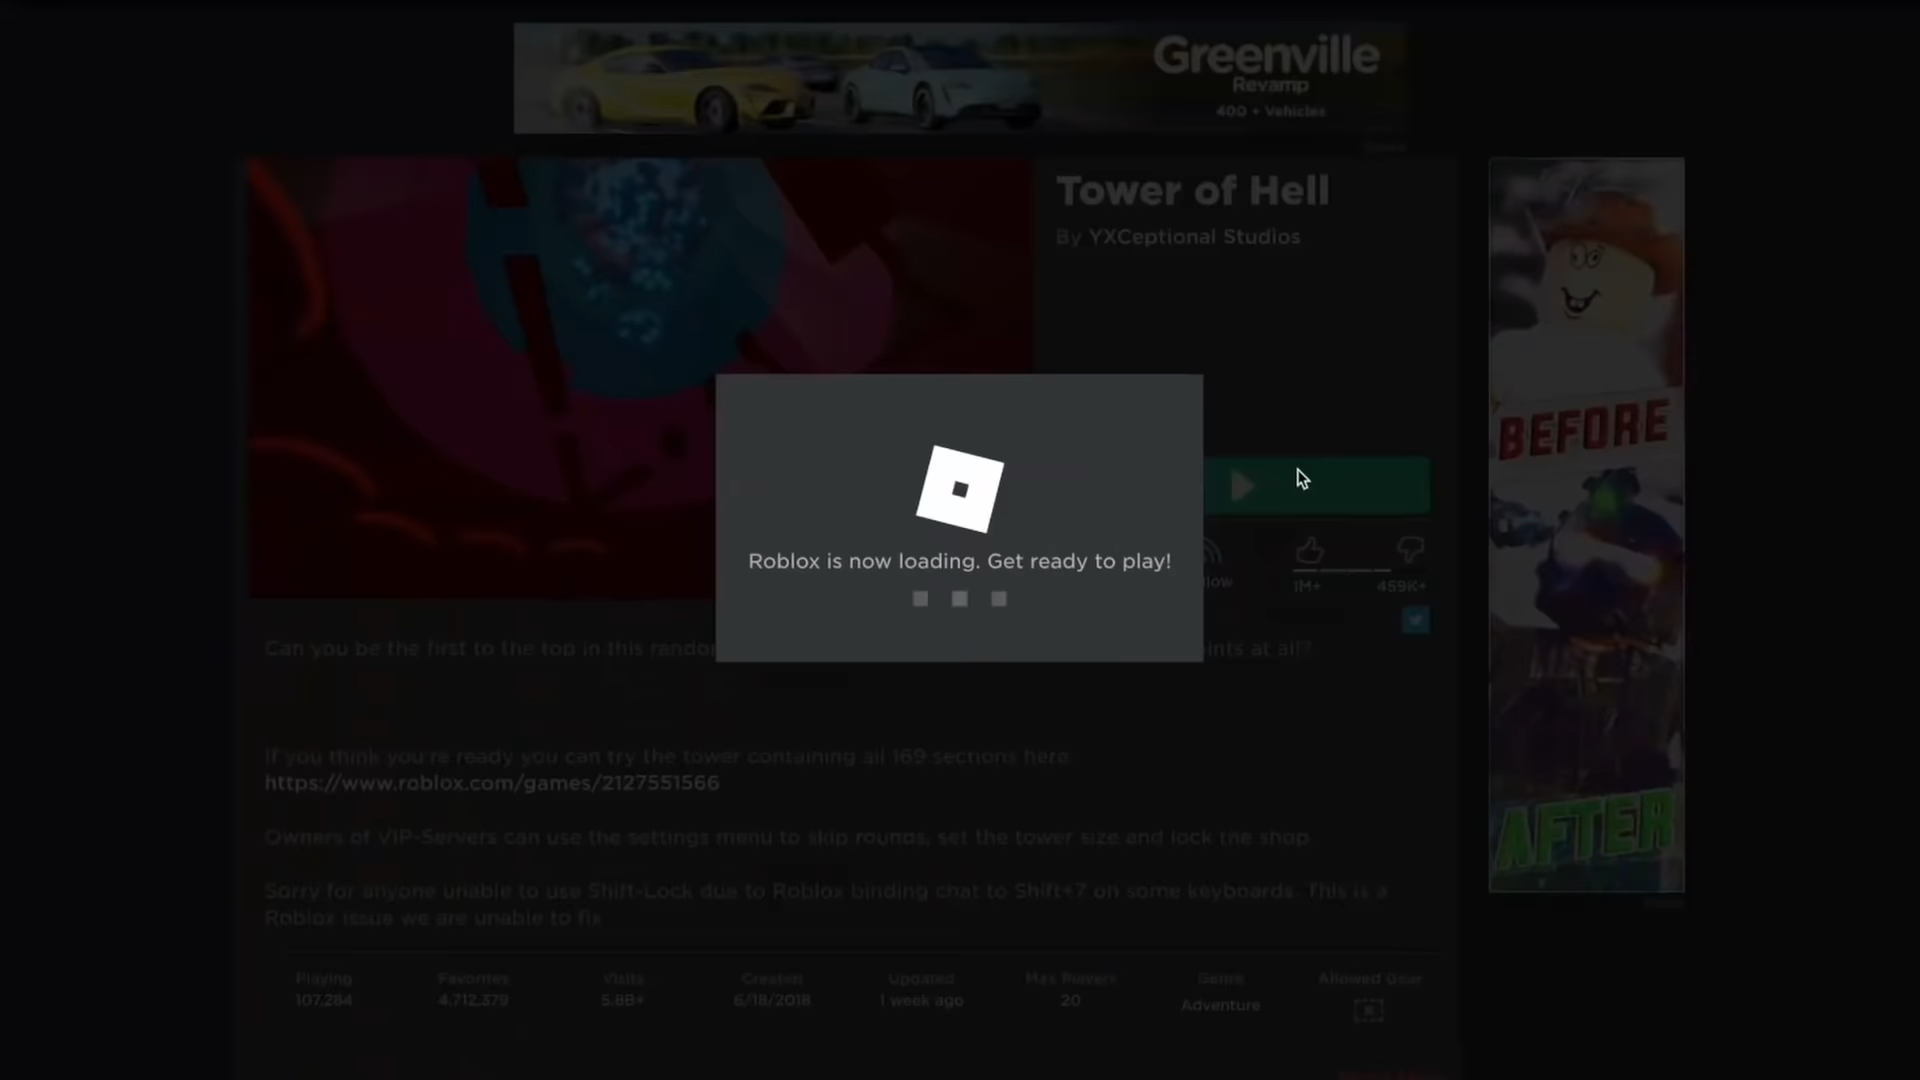 Greenville
Revamp
400 + Vehicles
Tower of Hell
By YXCeptional Studios
BEFORE
Roblox is now loading. Get ready to play!
1M+
459K+
Can you be the first to the top in this
at all?
If you think you're ready you can try the tower containing all 169 sections here
https://www.roblox.com/games/2127551566
AFTER
Owners of VIP-Servers can use the settings menu to skip rounds, set the tower size and lock the shop
Sorry for anyone unable to use Shift-Lock due to Roblox binding chat to Shift+7 on some keyboards. This is a
Roblox issue we are unable to fix
Playing Favorites Visits Created Updated Max Players Genre Allowed Gear
107,284 4,712,379 5.8B+ 6/18/2018 1 week ago 20 Adventure